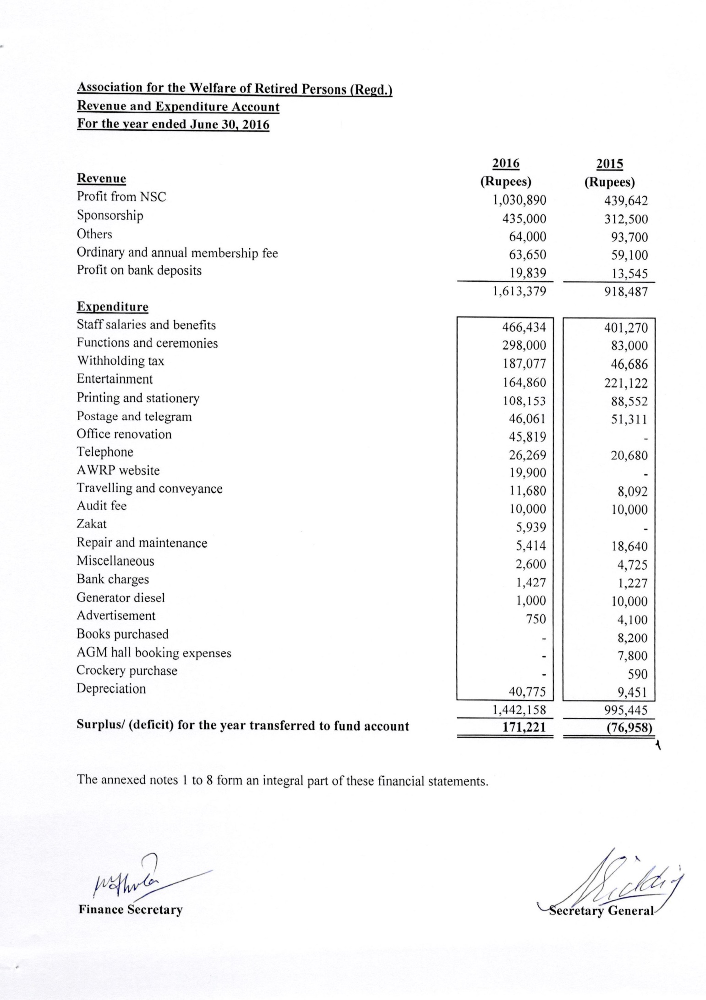 Association for the Welfare of Retired Persons (Regd.)
Revenue and Expenditure Account
For the year ended June 30, 2016
2016 2015
Revenue (Rupees) (Rupees)
Profit from NSC 1,030,890 439,642
Sponsorship 435,000 312,500
Others 64,000 93,700
Ordinary and annual membership fee 63,650 59,100
Profit on bank deposits 19,839 13,545
1,613,379 918,487
Expenditure
Staff salaries and benefits 466,434 401,270
Functions and ceremonies 298,000 83,000
Withholding tax 187,077 46,686
Entertainment 164,860 221,122
Printing and stationery 108,153 88,552
Postage and telegram 46,061 51,311
Office renovation 45,819 -
Telephone 26,269 20,680
AWRP website 19,900 -
Travelling and conveyance 11,680 8,092
Audit fee 10,000 10,000
Zakat 5,939 -
Repair and maintenance 5,414 18,640
Miscellaneous 2,600 4,725
Bank charges 1,427 1,227
Generator diesel 1,000 10,000
Advertisement 750 4,100
Books purchased - 8,200
AGM hall booking expenses - 7,800
Crockery purchase - 590
Depreciation 40,775 9,451
1,442,158 995,445
Surplus/ (deficit) for the year transferred to fund account 171,221 (76,958)
The annexed notes 1 to 8 form an integral part of these financial statements.
Finance Secretary Secretary General